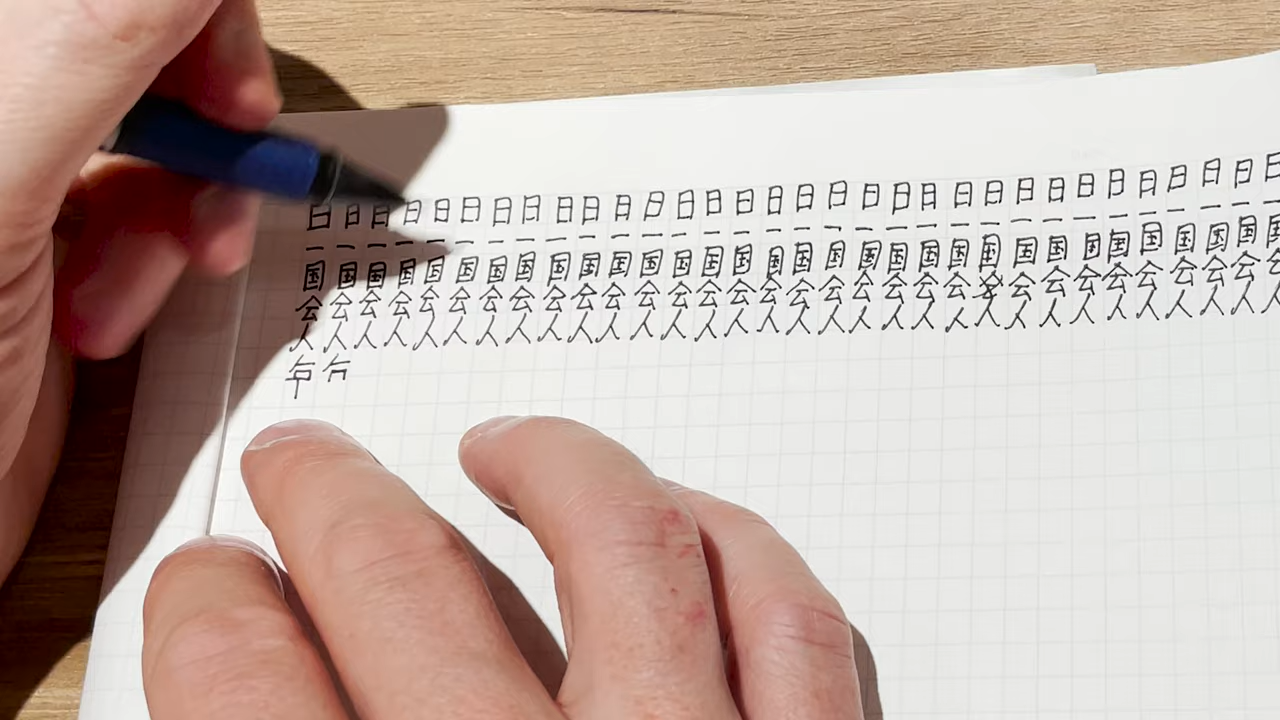 日日日日日日日日日日日日日日日日日日日日日日日日日日日日日日日日
一一一一一一一一一一一一一一一一一一一一一一一一一一一一一一一一
国国国国国国国国国国国国国国国国国国国国国国国国国国国国国国国国
会会会会会会会会会会会会会会会会会会会会会会会会会会会会会会会
人人人人人人人人人人人人人人人人人人人人人人人人人人人人人人人人
年